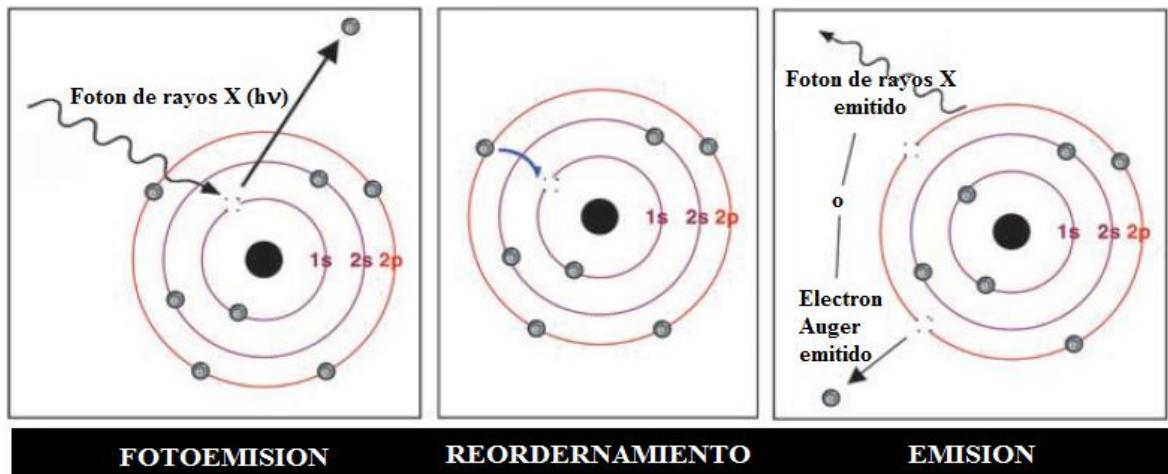 Foton de rayos X (hν)
1s 2s 2p
1s 2s 2p
Foton de rayos X
emitido
o
1s 2s 2p
Electron
Auger
emitido
FOTOEMISION
REORDERNAMIENTO
EMISION